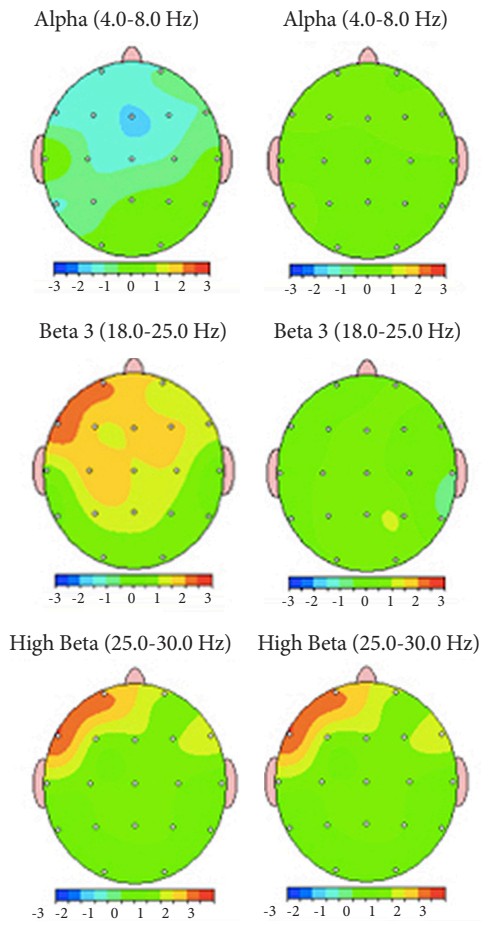 Alpha (4.0-8.0 Hz) Alpha (4.0-8.0 Hz)
-3 -2 -1 0 1 2 3 -3 -2 -1 0 1 2 3
Beta 3 (18.0-25.0 Hz) Beta 3 (18.0-25.0 Hz)
-3 -2 -1 0 1 2 3 -3 -2 -1 0 1 2 3
High Beta (25.0-30.0 Hz) High Beta (25.0-30.0 Hz)
-3 -2 -1 0 1 2 3 -3 -2 -1 0 1 2 3